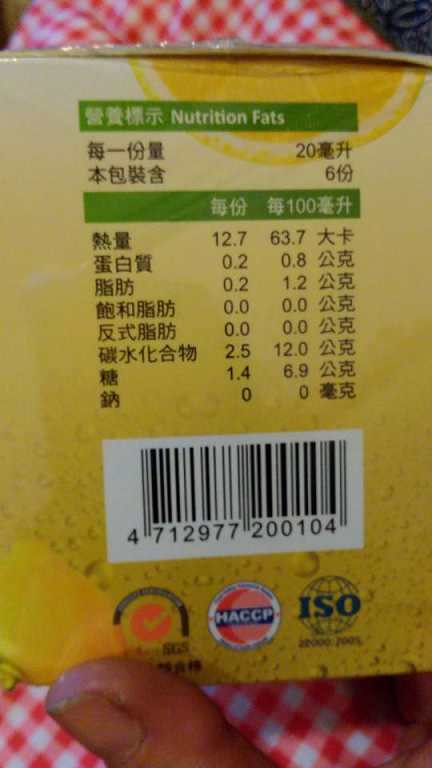 營養標示 Nutrition Fats
每一份量 20毫升
本包裝含 6份
每份 每100毫升
熱量 12.7 63.7 大卡
蛋白質 0.2 0.8 公克
脂肪 0.2 1.2 公克
飽和脂肪 0.0 0.0 公克
反式脂肪 0.0 0.0 公克
碳水化合物 2.5 12.0 公克
糖 1.4 6.9 公克
鈉 0 0 毫克
4 712977 200104
HACCP
ISO
SGS
22000:2005